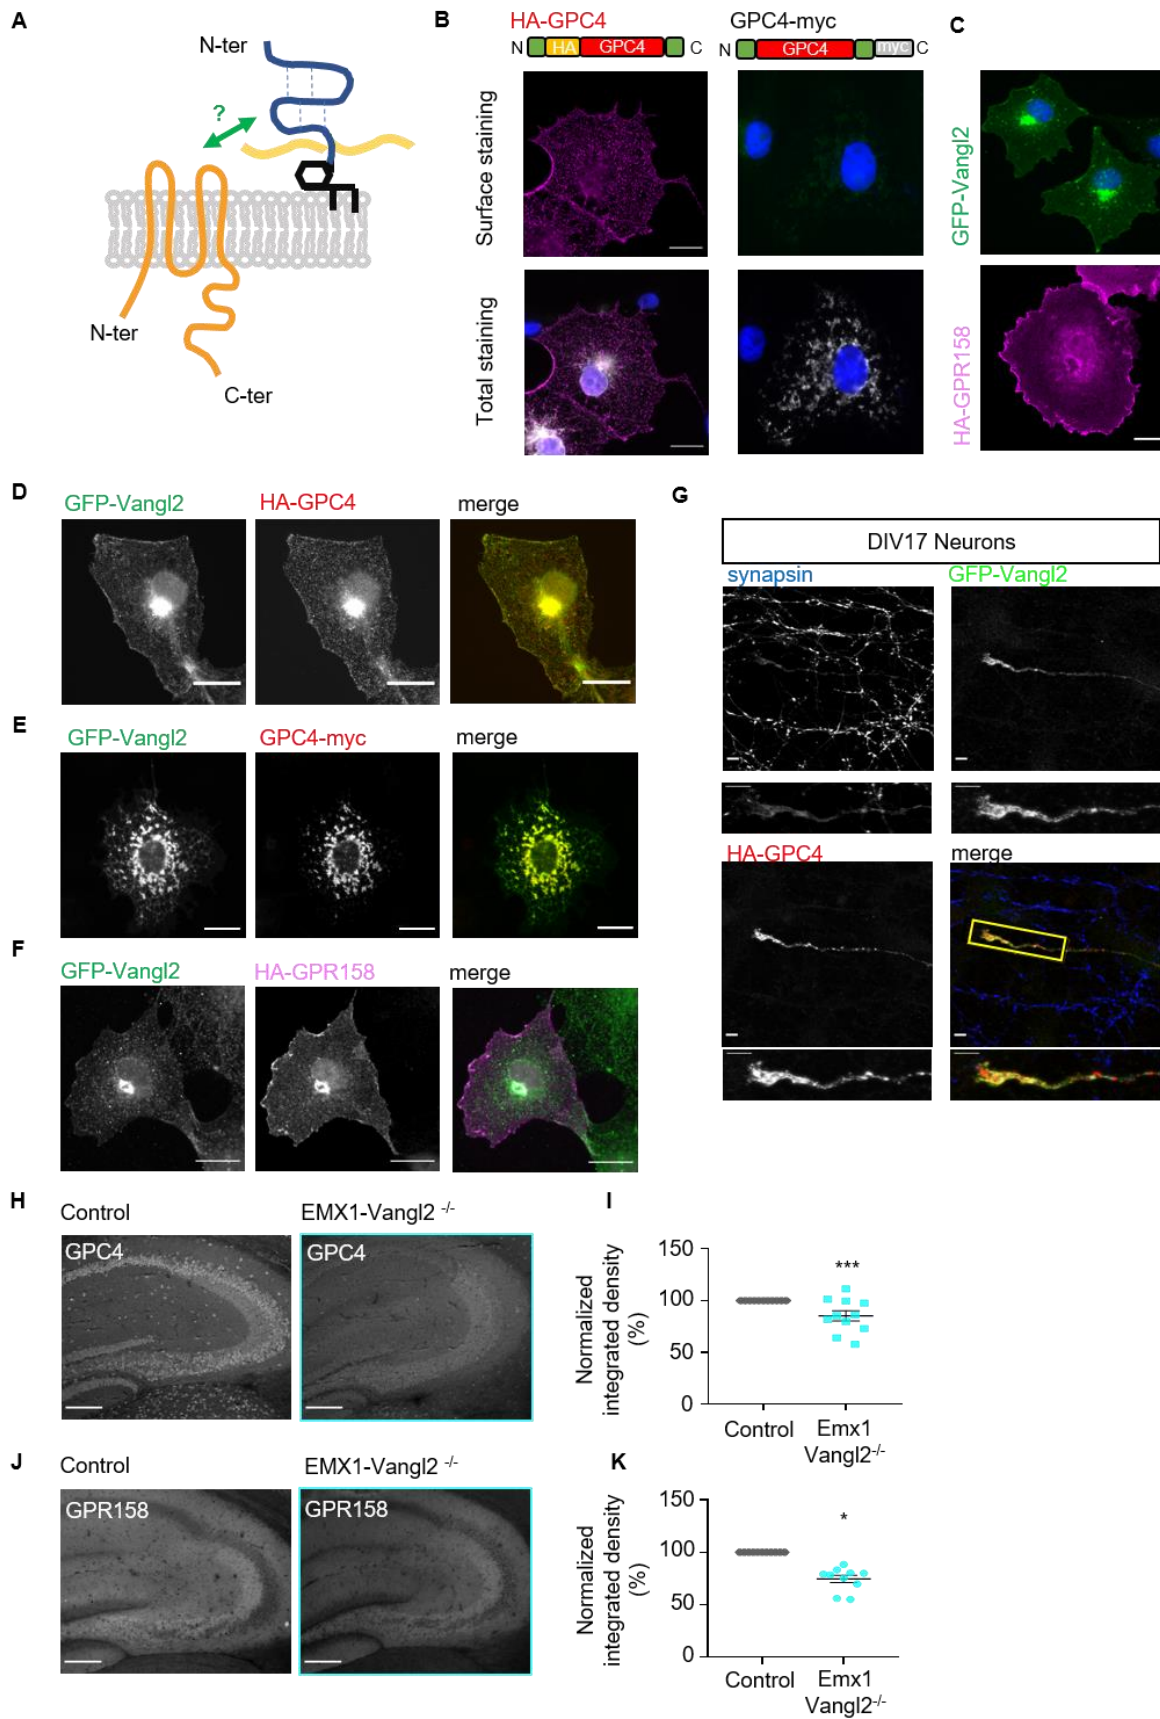 A
N-ter
?
N-ter
C-ter
B
HA-GPC4
GPC4-myc
N HA GPC4 C
N GPC4 myc C
Surface staining
Total staining
C
GFP-Vangl2
HA-GPR158
D
GFP-Vangl2
HA-GPC4
merge
E
GFP-Vangl2
GPC4-myc
merge
F
GFP-Vangl2
HA-GPR158
merge
G
DIV17 Neurons
synapsin
GFP-Vangl2
HA-GPC4
merge
H
Control
EMX1-Vangl2 -/-
GPC4
GPC4
I
Normalized
integrated density
(%)
150
100
50
0
***
Control
Emx1
Vangl2-/-
J
Control
EMX1-Vangl2 -/-
GPR158
GPR158
K
Normalized
integrated density
(%)
150
100
50
0
*
Control
Emx1
Vangl2-/-